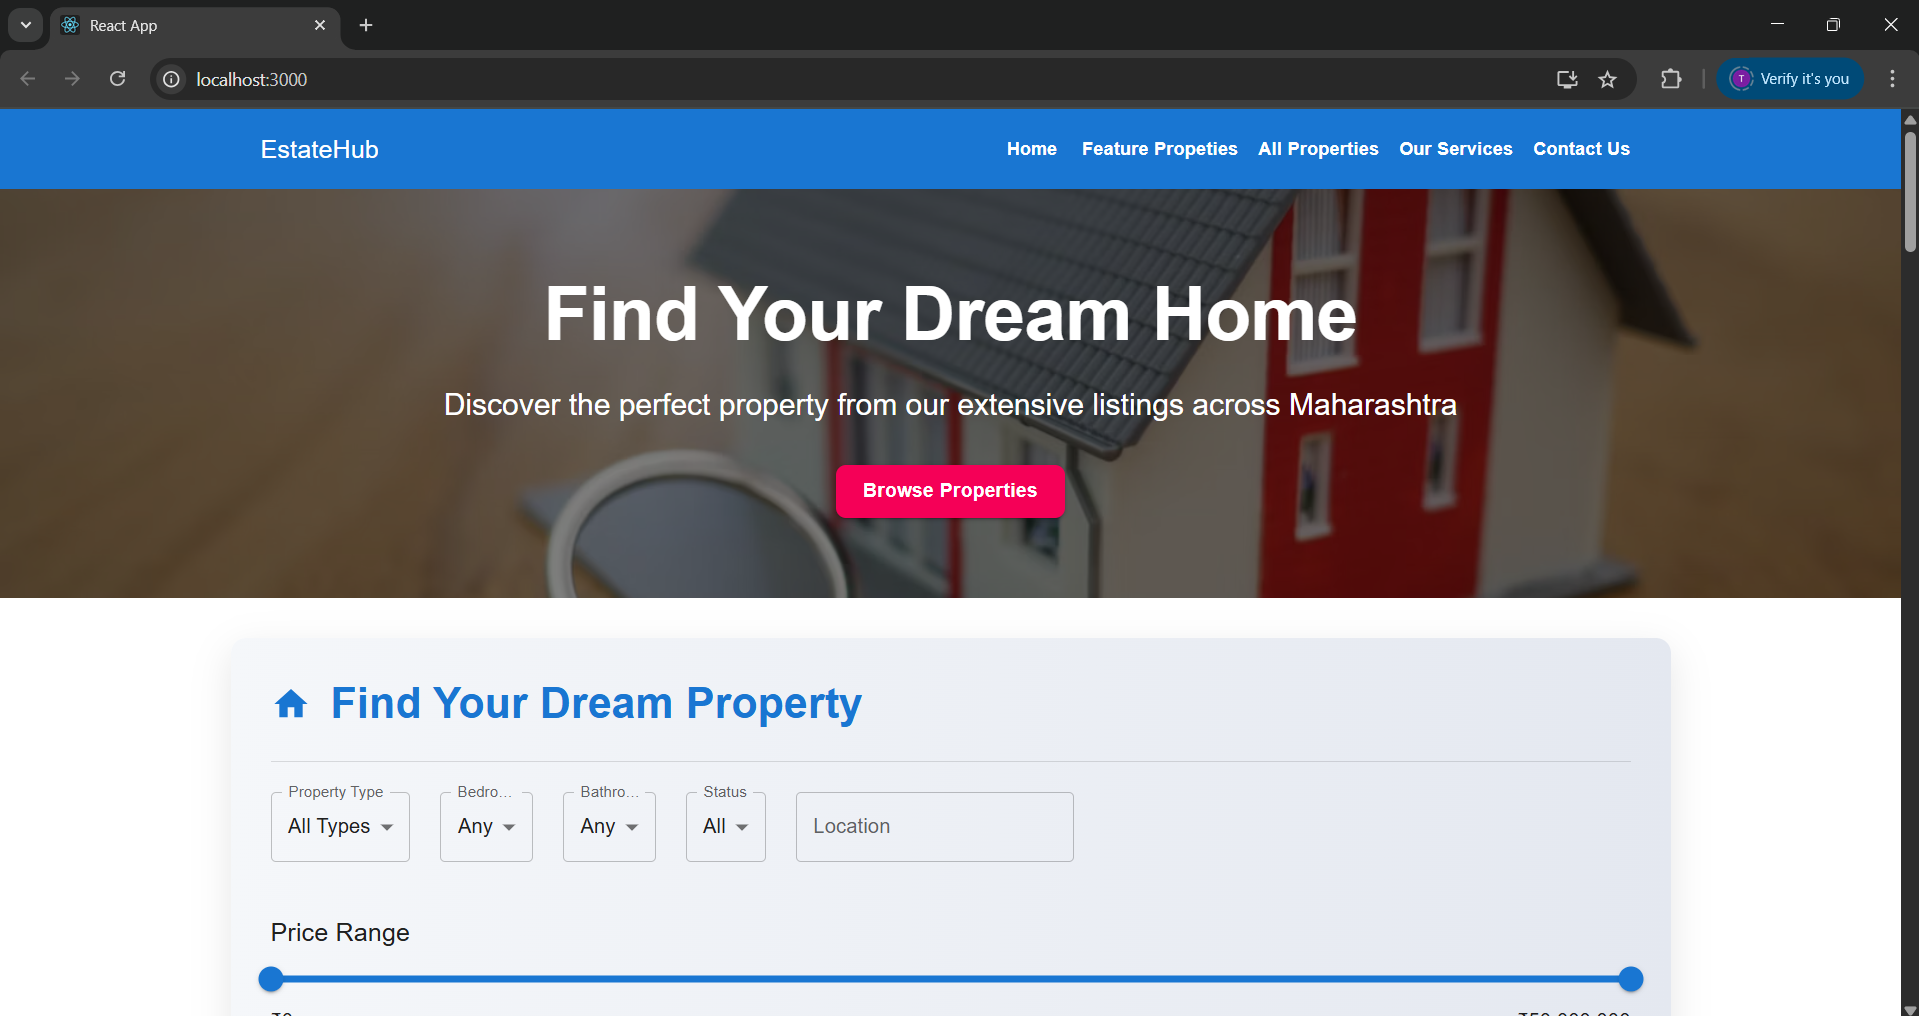 React App
localhost:3000
T
Verify it's you
EstateHub
Home Feature Propeties All Properties Our Services Contact Us
Find Your Dream Home
Discover the perfect property from our extensive listings across Maharashtra
Browse Properties
Find Your Dream Property
Property Type Bedro... Bathro... Status
All Types Any Any All Location
Price Range